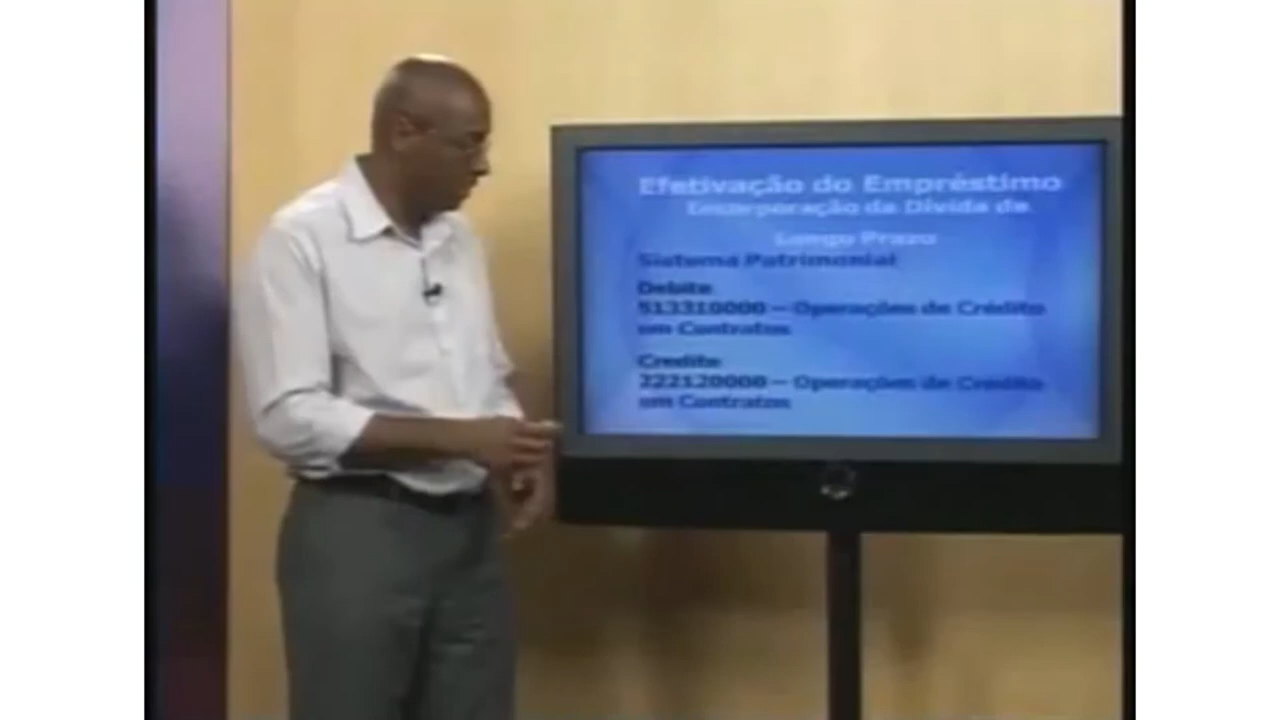 Efetivação do Empréstimo
Incorporação da Dívida de
Longo Prazo
Sistema Patrimonial
Debite
513310000 – Operações de Crédito
em Contratos
Credite
222120000 – Operações de Crédito
em Contratos